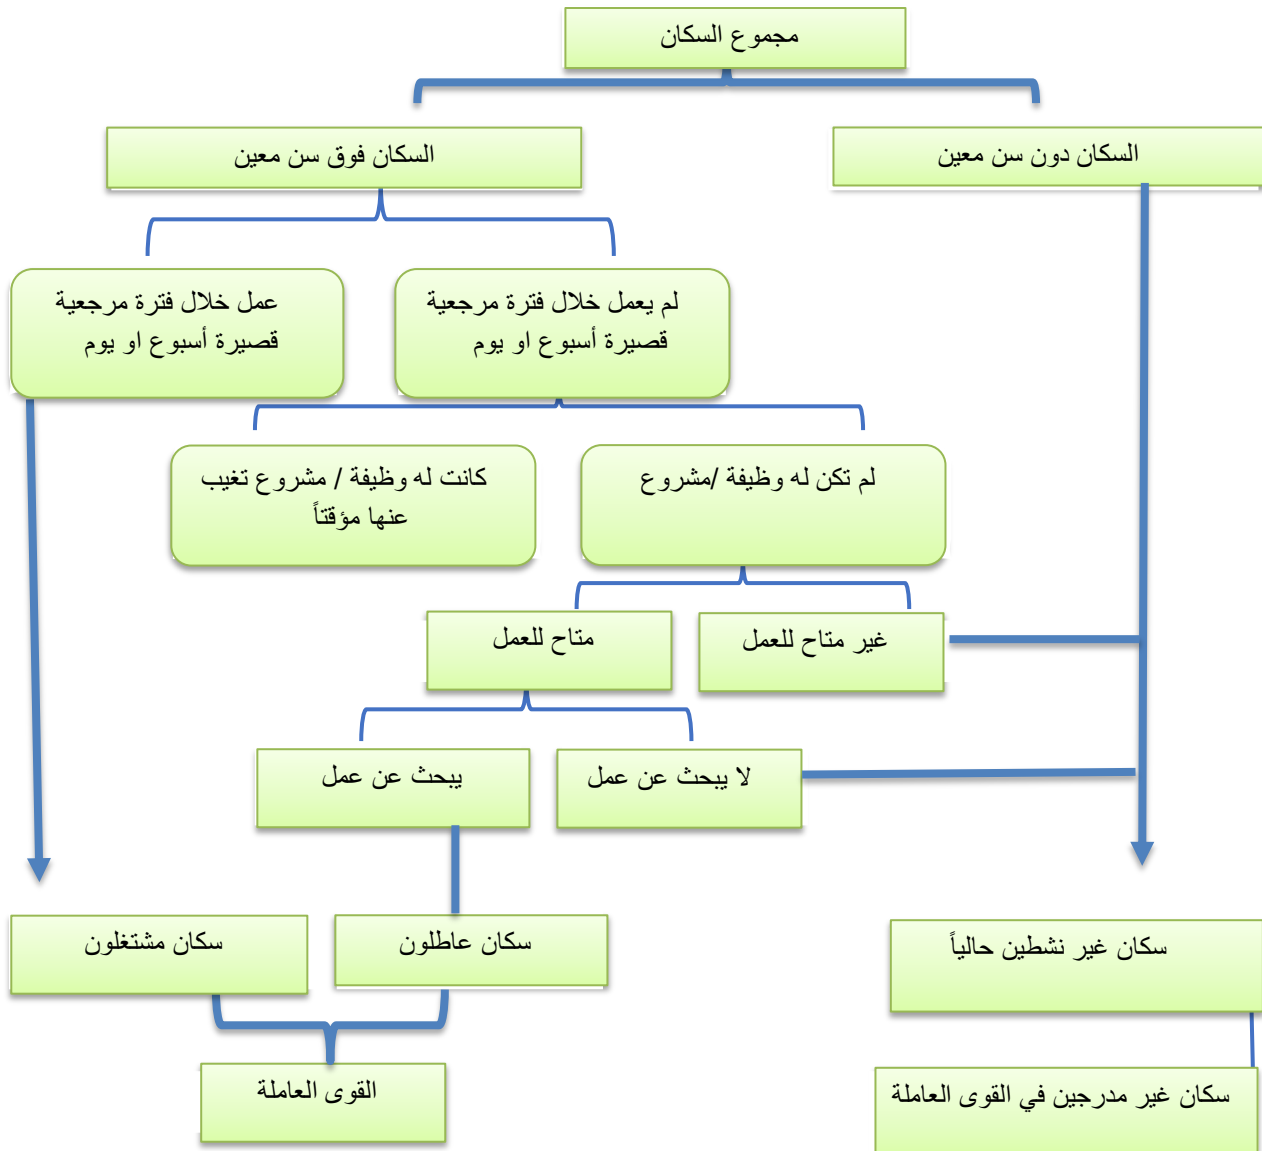 مجموع السكان
السكان دون سن معين
السكان فوق سن معين
لم يعمل خلال فترة مرجعية
قصيرة أسبوع او يوم
عمل خلال فترة مرجعية
قصيرة أسبوع او يوم
لم تكن له وظيفة /مشروع
كانت له وظيفة / مشروع تغيب
عنها مؤقتاً
غير متاح للعمل
متاح للعمل
لا يبحث عن عمل
يبحث عن عمل
سكان غير نشطين حالياً
سكان عاطلون
سكان مشتغلون
سكان غير مدرجين في القوى العاملة
القوى العاملة